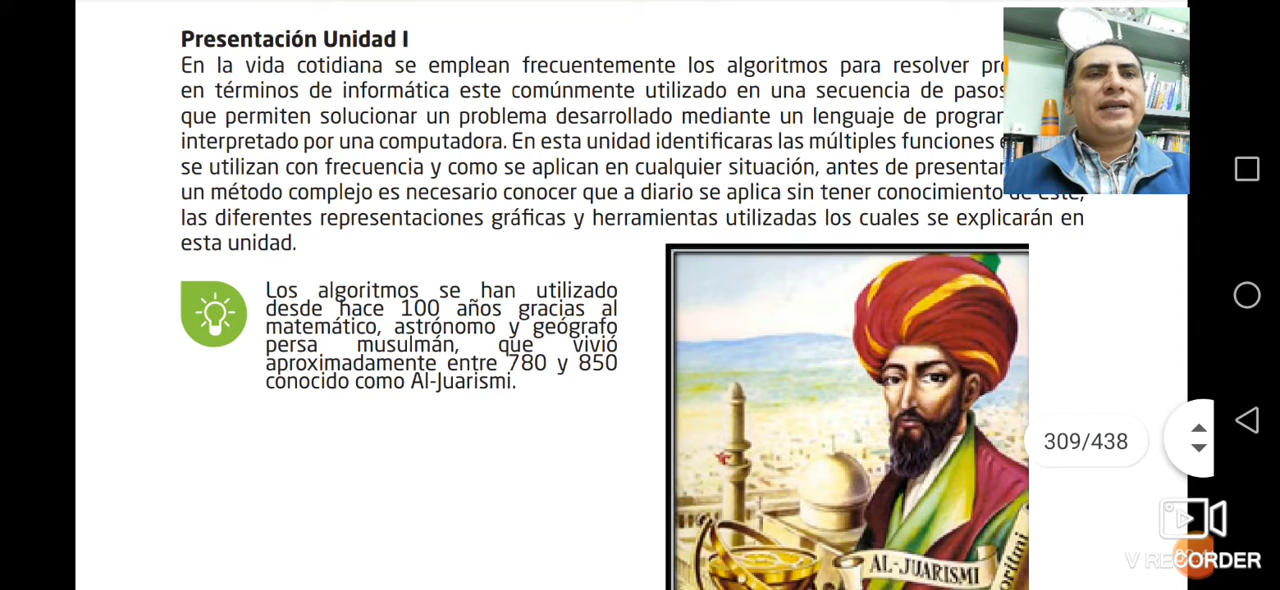 Presentación Unidad I
En la vida cotidiana se emplean frecuentemente los algoritmos para resolver
en términos de informática este comúnmente utilizado en una secuencia de pasos
que permiten solucionar un problema desarrollado mediante un lenguaje de
interpretado por una computadora. En esta unidad identificaras las múltiples funciones
se utilizan con frecuencia y como se aplican en cualquier situación, antes de
un método complejo es necesario conocer que a diario se aplica sin tener conocimiento de este,
las diferentes representaciones gráficas y herramientas utilizadas los cuales se explicarán en
esta unidad.
Los algoritmos se han utilizado
desde hace 100 años gracias al
matemático, astrónomo y geógrafo
persa musulmán, que vivió
aproximadamente entre 780 y 850
conocido como Al-Juarismi.
309/438
AL-JUARISMI
V RECORDER